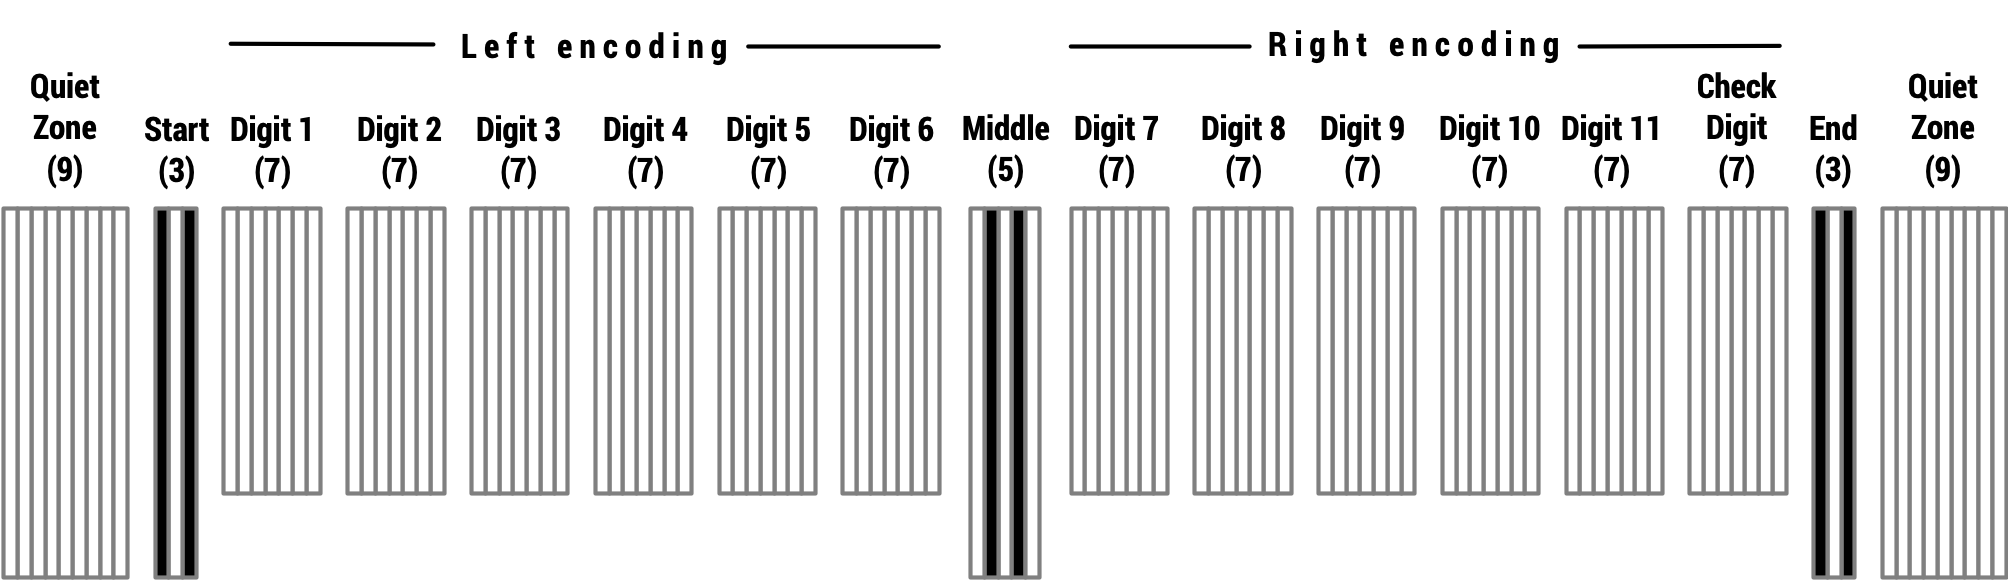 Left encoding
Right encoding
Quiet Zone (9)
Start (3)
Digit 1 (7)
Digit 2 (7)
Digit 3 (7)
Digit 4 (7)
Digit 5 (7)
Digit 6 (7)
Middle (5)
Digit 7 (7)
Digit 8 (7)
Digit 9 (7)
Digit 10 (7)
Digit 11 (7)
Check Digit (7)
End (3)
Quiet Zone (9)